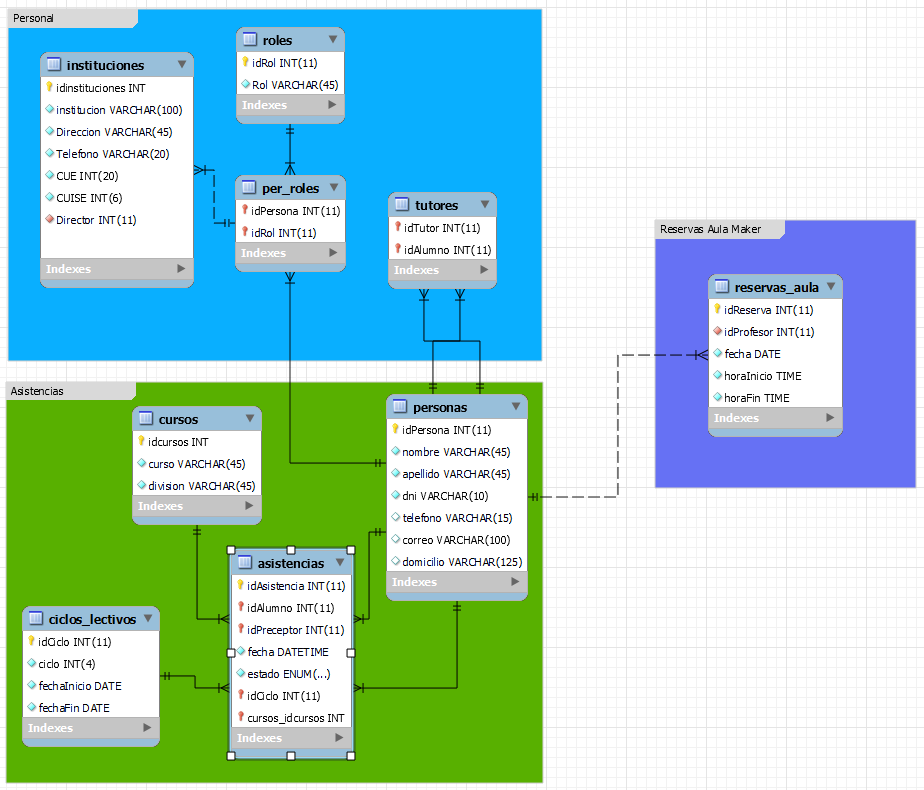 Personal
instituciones
idinstituciones INT
institucion VARCHAR(100)
Direccion VARCHAR(45)
Telefono VARCHAR(20)
CUE INT(20)
CUISE INT(6)
Director INT(11)
Indexes
roles
idRol INT(11)
Rol VARCHAR(45)
Indexes
per_roles
idPersona INT(11)
idRol INT(11)
Indexes
tutores
idTutor INT(11)
idAlumno INT(11)
Indexes
Reservas Aula Maker
reservas_aula
idReserva INT(11)
idProfesor INT(11)
fecha DATE
horaInicio TIME
horaFin TIME
Indexes
Asistencias
cursos
idcursos INT
curso VARCHAR(45)
division VARCHAR(45)
Indexes
personas
idPersona INT(11)
nombre VARCHAR(45)
apellido VARCHAR(45)
dni VARCHAR(10)
telefono VARCHAR(15)
correo VARCHAR(100)
domicilio VARCHAR(125)
Indexes
asistencias
idAsistencia INT(11)
idAlumno INT(11)
idPreceptor INT(11)
fecha DATETIME
estado ENUM(...)
idCiclo INT(11)
cursos_idcursos INT
Indexes
ciclos_lectivos
idCiclo INT(11)
ciclo INT(4)
fechaInicio DATE
fechaFin DATE
Indexes